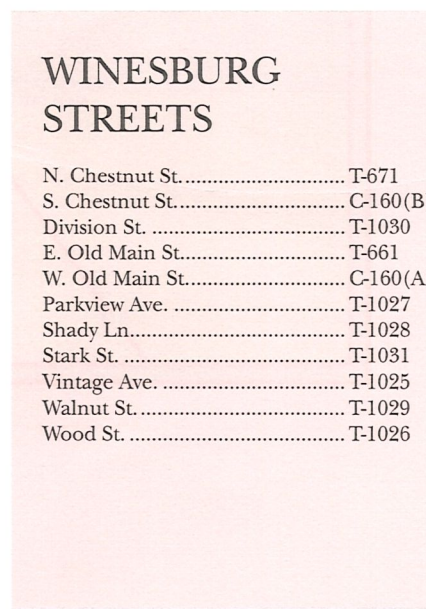 WINESBURG
STREETS
N. Chestnut St. ............................. T-671
S. Chestnut St. ............................. C-160(B
Division St. ................................... T-1030
E. Old Main St. ............................. T-661
W. Old Main St. ............................ C-160(A
Parkview Ave. ............................... T-1027
Shady Ln. ...................................... T-1028
Stark St. ........................................ T-1031
Vintage Ave. ................................. T-1025
Walnut St. ..................................... T-1029
Wood St. ....................................... T-1026